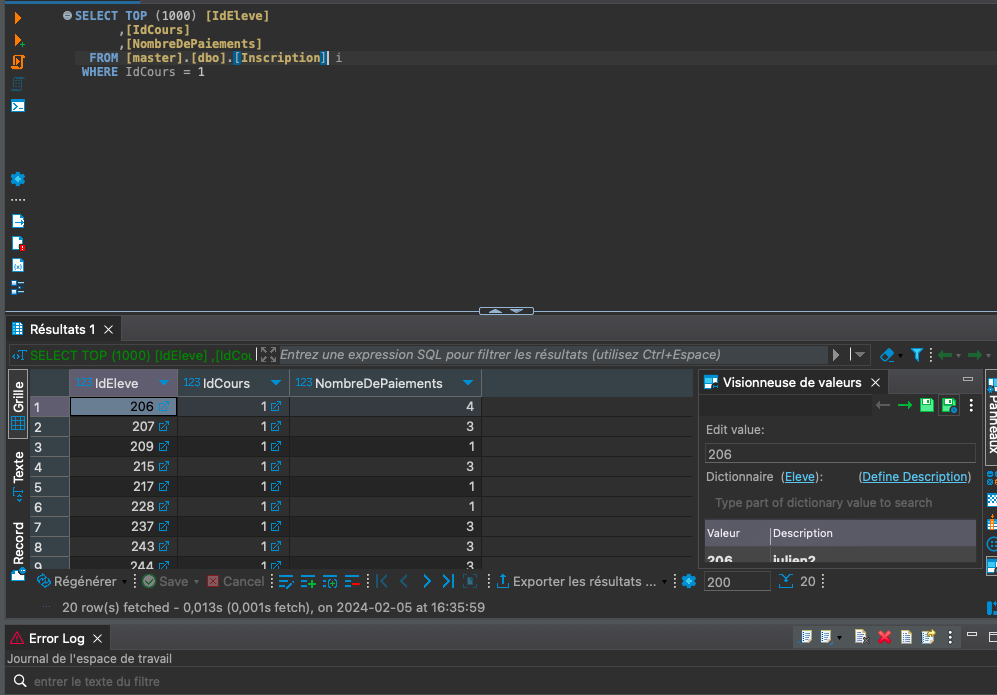 SELECT TOP (1000) [IdEleve]
,[IdCours]
,[NombreDePaiements]
FROM [master].[dbo].[Inscription] i
WHERE IdCours = 1
Résultats 1
SELECT TOP (1000) [IdEleve] ,[IdCou
Entrez une expression SQL pour filtrer les résultats (utilisez Ctrl+Espace)
Grille
Texte
Record
123 IdEleve 123 IdCours 123 NombreDePaiements
1 206 1 4
2 207 1 3
3 209 1 1
4 215 1 3
5 217 1 1
6 228 1 1
7 237 1 3
8 243 1 3
9 244 1 3
Visionneuse de valeurs
Edit value:
206
Dictionnaire (Eleve): (Define Description)
Type part of dictionary value to search
Valeur Description
206 julien2
Panneaux
Régénérer Save Cancel Exporter les résultats ... 200 20
20 row(s) fetched - 0,013s (0,001s fetch), on 2024-02-05 at 16:35:59
Error Log
Journal de l'espace de travail
entrer le texte du filtre